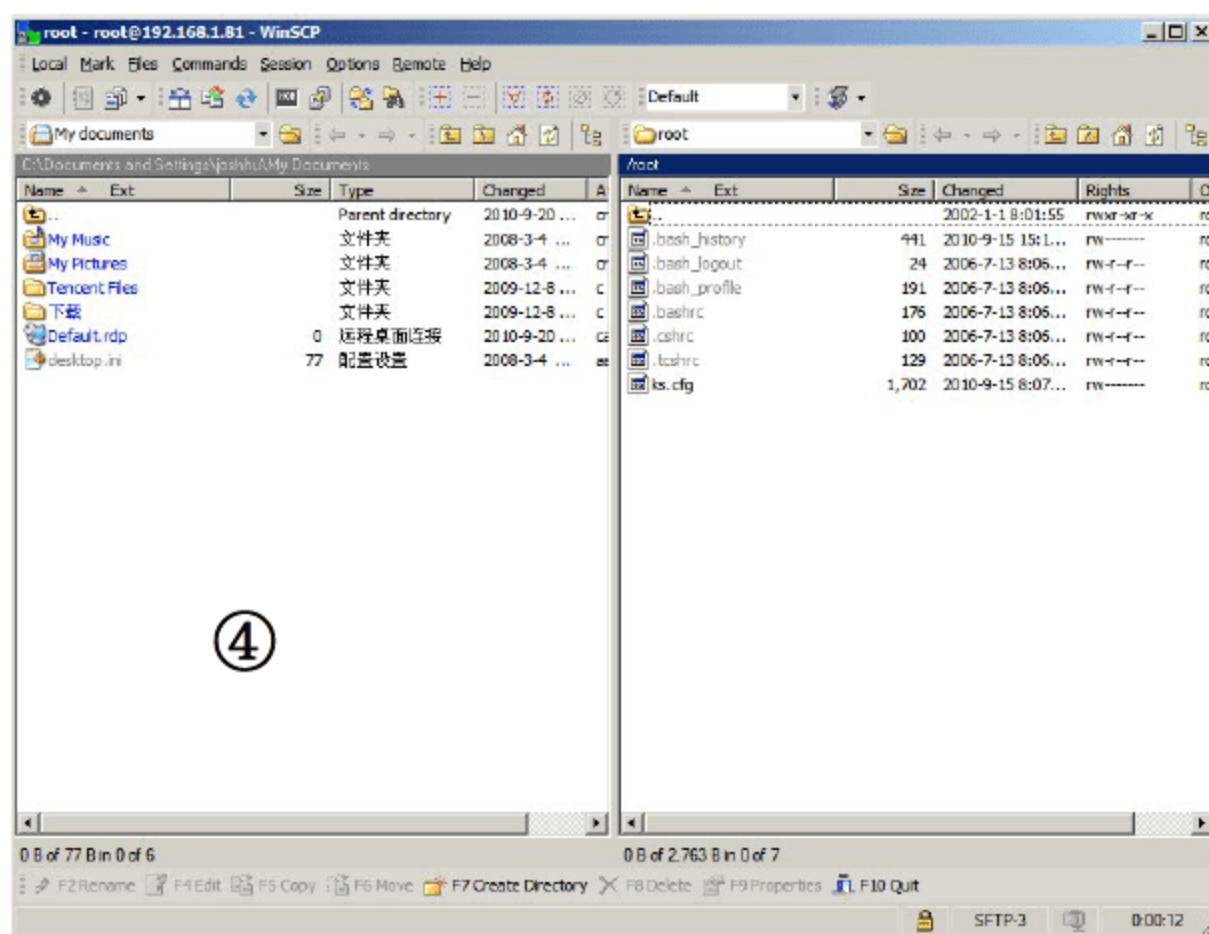 root - root@192.168.1.81 - WinSCP
Local Mark Files Commands Session Options Remote Help
Default
My documents root
C:\Documents and Settings\joshhu\My Documents /root
Name Ext Size Type Changed A Name Ext Size Changed Rights
.. Parent directory 2010-9-20 ... .. 2002-1-1 8:01:55 rwxr-xr-x
My Music 文件夹 2008-3-4 ... .bash_history 441 2010-9-15 15:1... rw-------
My Pictures 文件夹 2008-3-4 ... .bash_logout 24 2006-7-13 8:06... rw-r--r--
Tencent Files 文件夹 2009-12-8 ... .bash_profile 191 2006-7-13 8:06... rw-r--r--
下载 文件夹 2009-12-8 ... .bashrc 176 2006-7-13 8:06... rw-r--r--
Default.rdp 0 远程桌面连接 2010-9-20 ... .cshrc 100 2006-7-13 8:06... rw-r--r--
desktop.ini 77 配置设置 2008-3-4 ... .tcshrc 129 2006-7-13 8:06... rw-r--r--
ks.cfg 1,702 2010-9-15 8:07... rw-------
④
0 B of 77 B in 0 of 6 0 B of 2,763 B in 0 of 7
F2 Rename F4 Edit F5 Copy F6 Move F7 Create Directory F8 Delete F9 Properties F10 Quit
SFTP-3 0:00:12